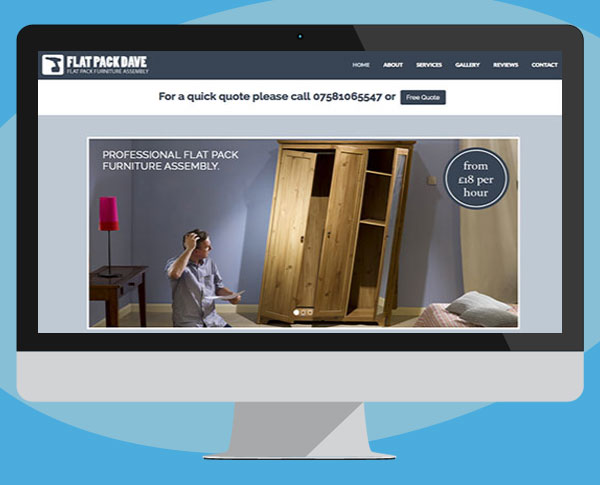 FLAT PACK DAVE
FLAT PACK FURNITURE ASSEMBLY
HOME ABOUT SERVICES GALLERY REVIEWS CONTACT
For a quick quote please call 07581065547 or Free Quote
PROFESSIONAL FLAT PACK
FURNITURE ASSEMBLY.
from
£18 per
hour